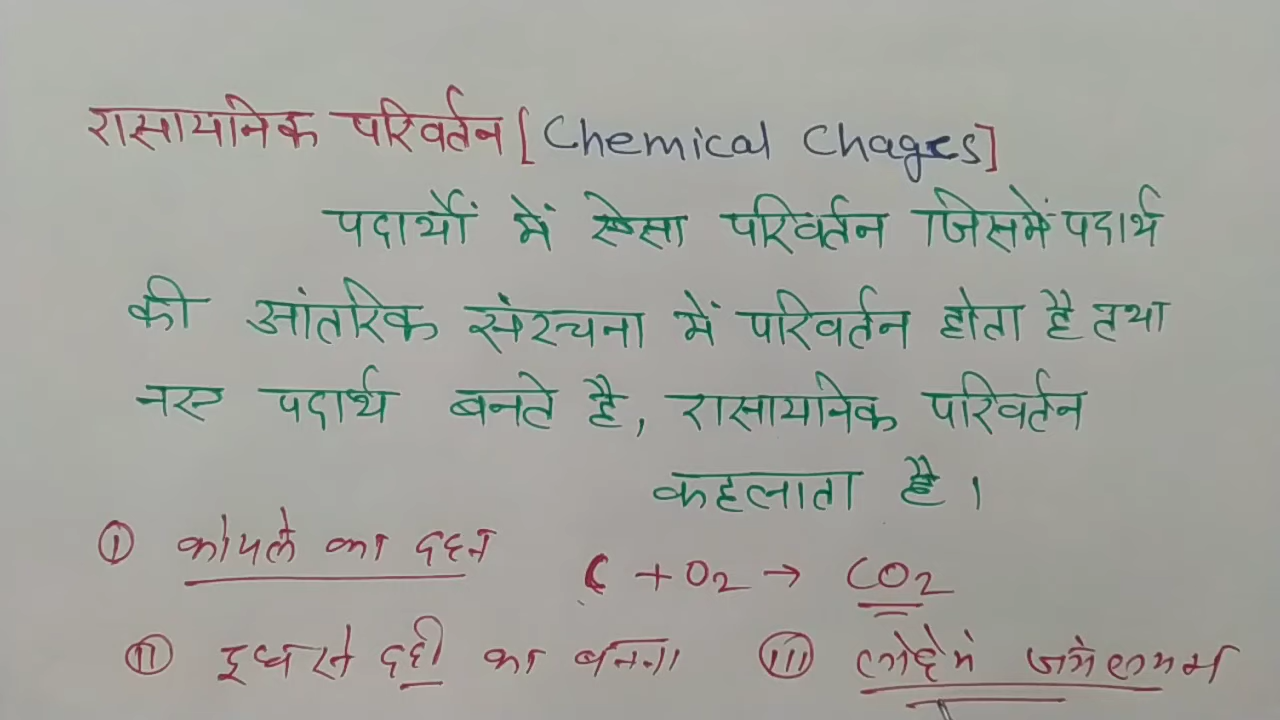 रासायनिक परिवर्तन [Chemical Chages]
पदार्थों में ऐसा परिवर्तन जिसमें पदार्थ
की आंतरिक संरचना में परिवर्तन होता है तथा
नए पदार्थ बनते है, रासायनिक परिवर्तन
कहलाता है।
(i) कोयले का दहन C + O2 → CO2
(ii) दूध से दही का बनना (iii) लोहे में जंग